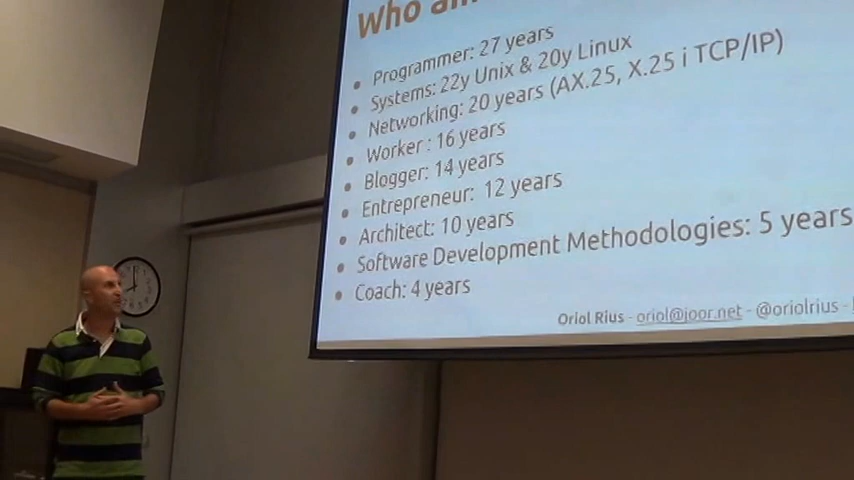 Who am
• Programmer: 27 years
• Systems: 22y Unix & 20y Linux
• Networking: 20 years (AX.25, X.25 i TCP/IP)
• Worker : 16 years
• Blogger: 14 years
• Entrepreneur: 12 years
• Architect: 10 years
• Software Development Methodologies: 5 years
• Coach: 4 years
Oriol Rius - oriol@joor.net - @oriolrius -